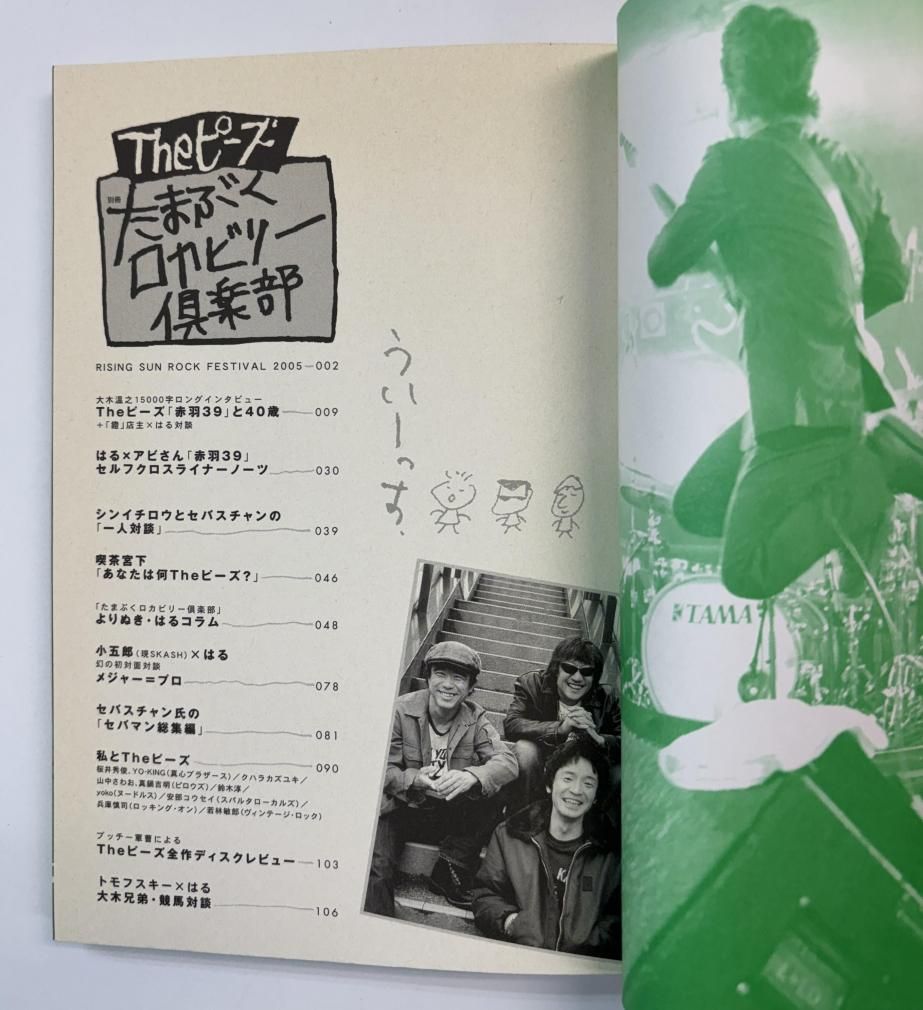 Theピーズ
別冊
たまぶく
ロカビリー
倶楽部
RISING SUN ROCK FESTIVAL 2005—002
大木温之15000字ロングインタビュー
Theピーズ「赤羽39」と40歳 009
+「鐙」店主×はる対談
はる×アビさん「赤羽39」
セルフクロスライナーノーツ 030
シンイチロウとセバスチャンの
「一人対談」 039
喫茶宮下
「あなたは何Theピーズ?」 046
「たまぶくロカビリー倶楽部」
よりぬき・はるコラム 048
小五郎(現SKASH)×はる
幻の初対面対談
メジャー=プロ 078
セバスチャン氏の
「セバマン総集編」 081
私とTheピーズ 090
桜井秀俊、YO-KING(真心ブラザース)/クハラカズユキ/
山中さわお、真鍋吉明(ピロウズ)/鈴木淳/
yoko(ヌードルス)/安部コウセイ(スパルタローカルズ)/
兵庫慎司(ロッキング・オン)/若林敏郎(ヴィンテージ・ロック)
ブッチー軍曹による
Theピーズ全作ディスクレビュー 103
トモフスキー×はる
大木兄弟・競馬対談 106
ういーっす。
TAMA